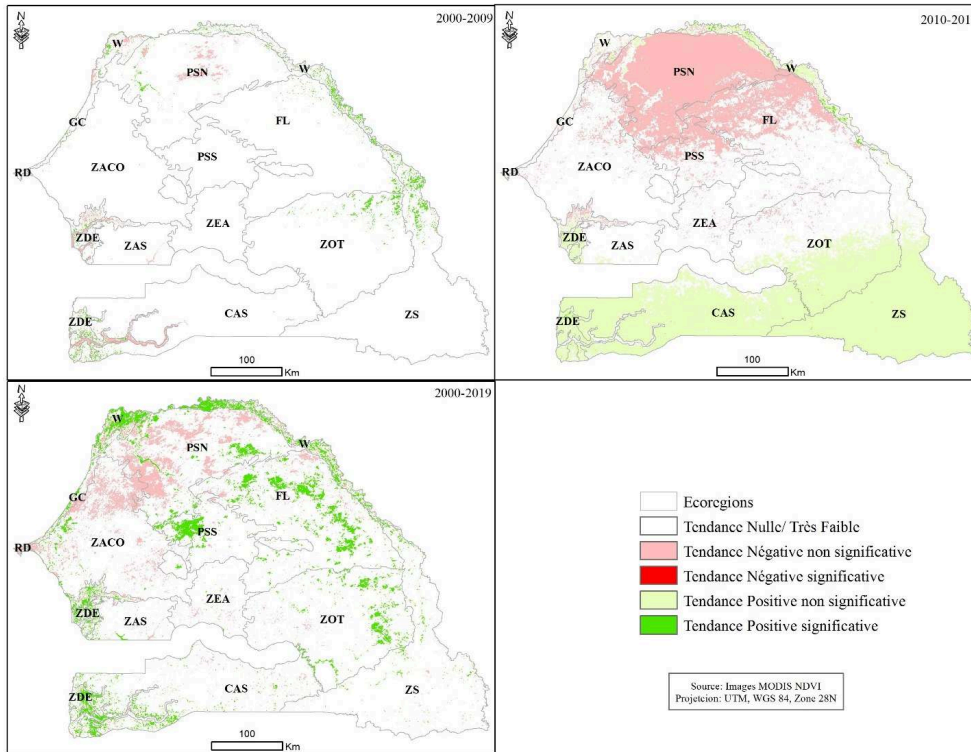 N
2000-2009
W
PSN
W
GC
FL
ZACO
PSS
RD
ZEA
ZDE
ZAS
ZOT
ZDE
CAS
ZS
100
Km
N
W
PSN
W
GC
FL
ZACO
PSS
RD
ZEA
ZDE
ZAS
ZOT
ZDE
CAS
ZS
100
Km
N
2000-2019
W
PSN
W
GC
FL
ZACO
PSS
RD
ZEA
ZDE
ZAS
ZOT
ZDE
CAS
ZS
100
Km
Ecoregions
Tendance Nulle/ Très Faible
Tendance Négative non significative
Tendance Négative significative
Tendance Positive non significative
Tendance Positive significative
Source: Images MODIS NDVI
Projetcion: UTM, WGS 84, Zone 28N